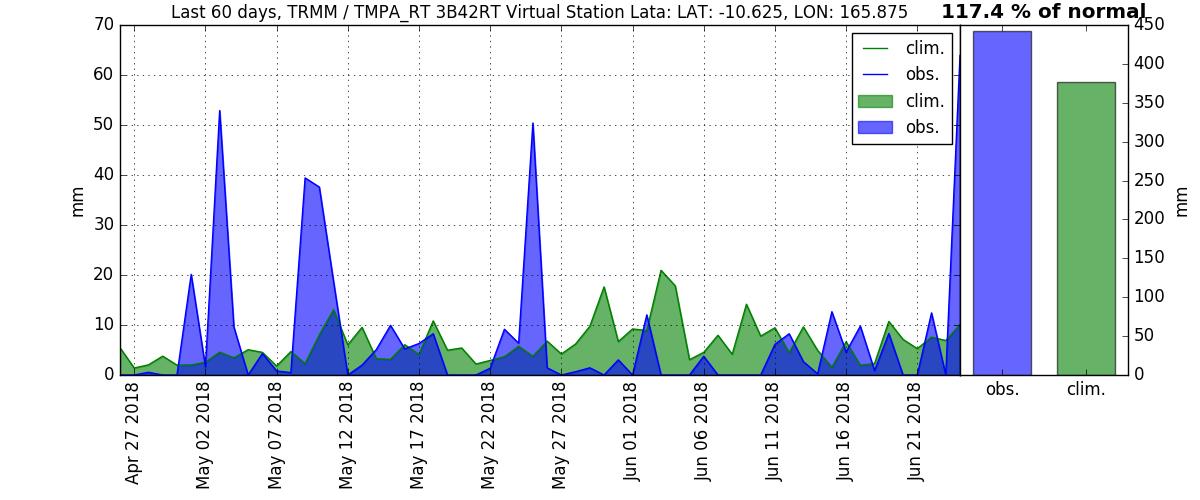 Last 60 days, TRMM / TMPA_RT 3B42RT Virtual Station Lata: LAT: -10.625, LON: 165.875
117.4 % of normal
70
60
50
40
30
20
10
0
mm
clim.
obs.
clim.
obs.
450
400
350
300
250
200
150
100
50
0
mm
obs.
clim.
Apr 27 2018
May 02 2018
May 07 2018
May 12 2018
May 17 2018
May 22 2018
May 27 2018
Jun 01 2018
Jun 06 2018
Jun 11 2018
Jun 16 2018
Jun 21 2018